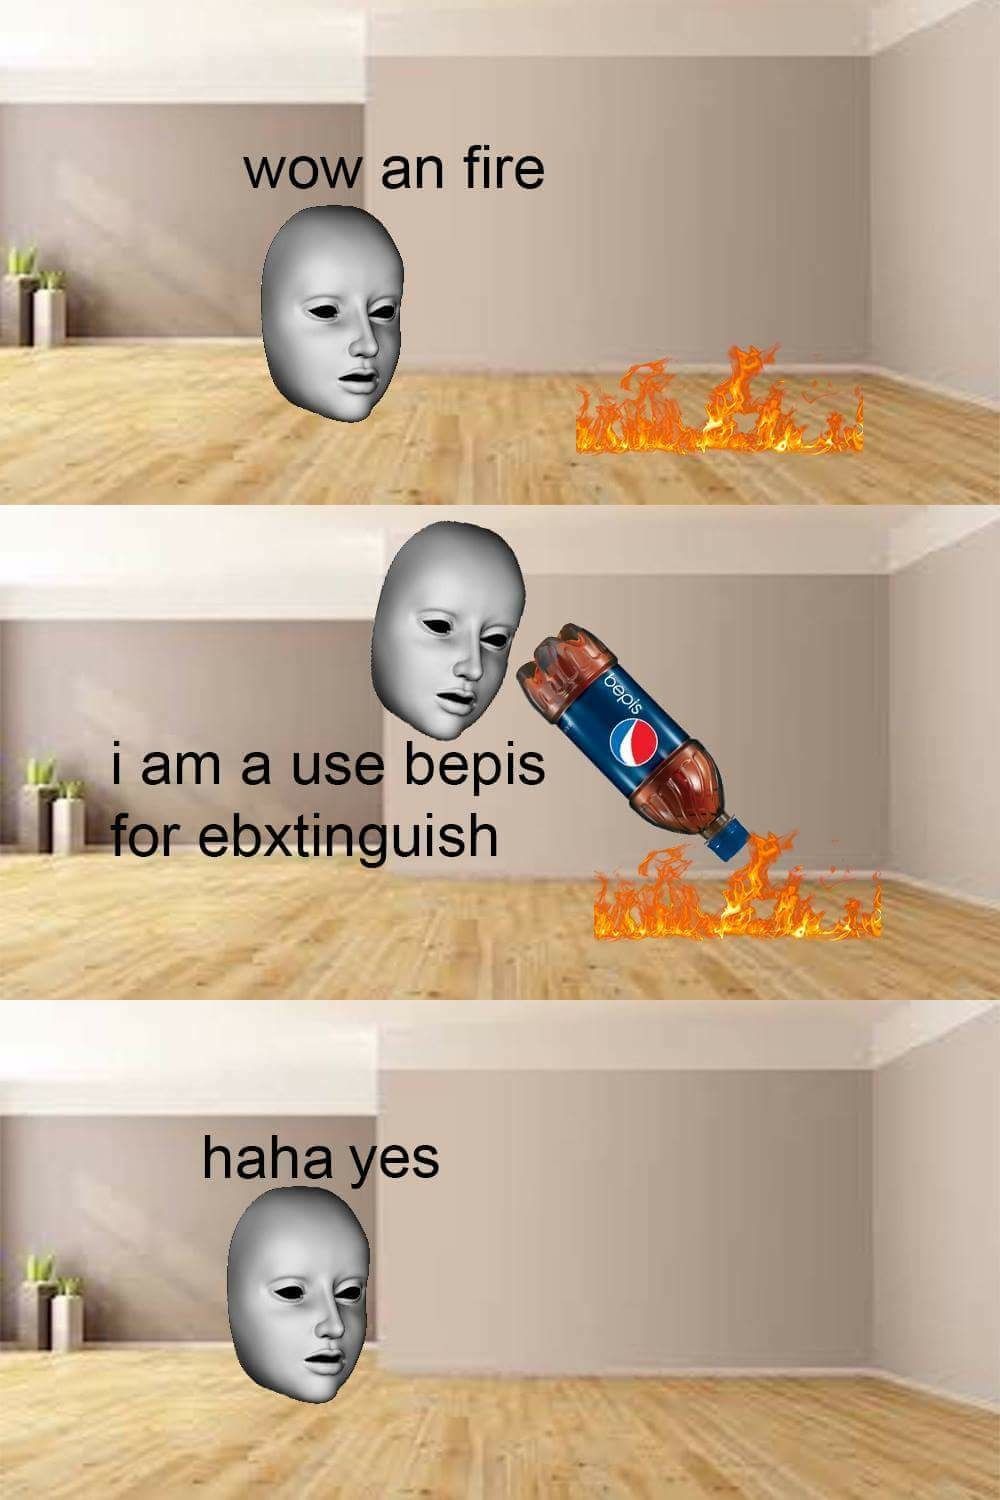 wow an fire
bepis
i am a use bepis
for ebxtinguish
haha yes